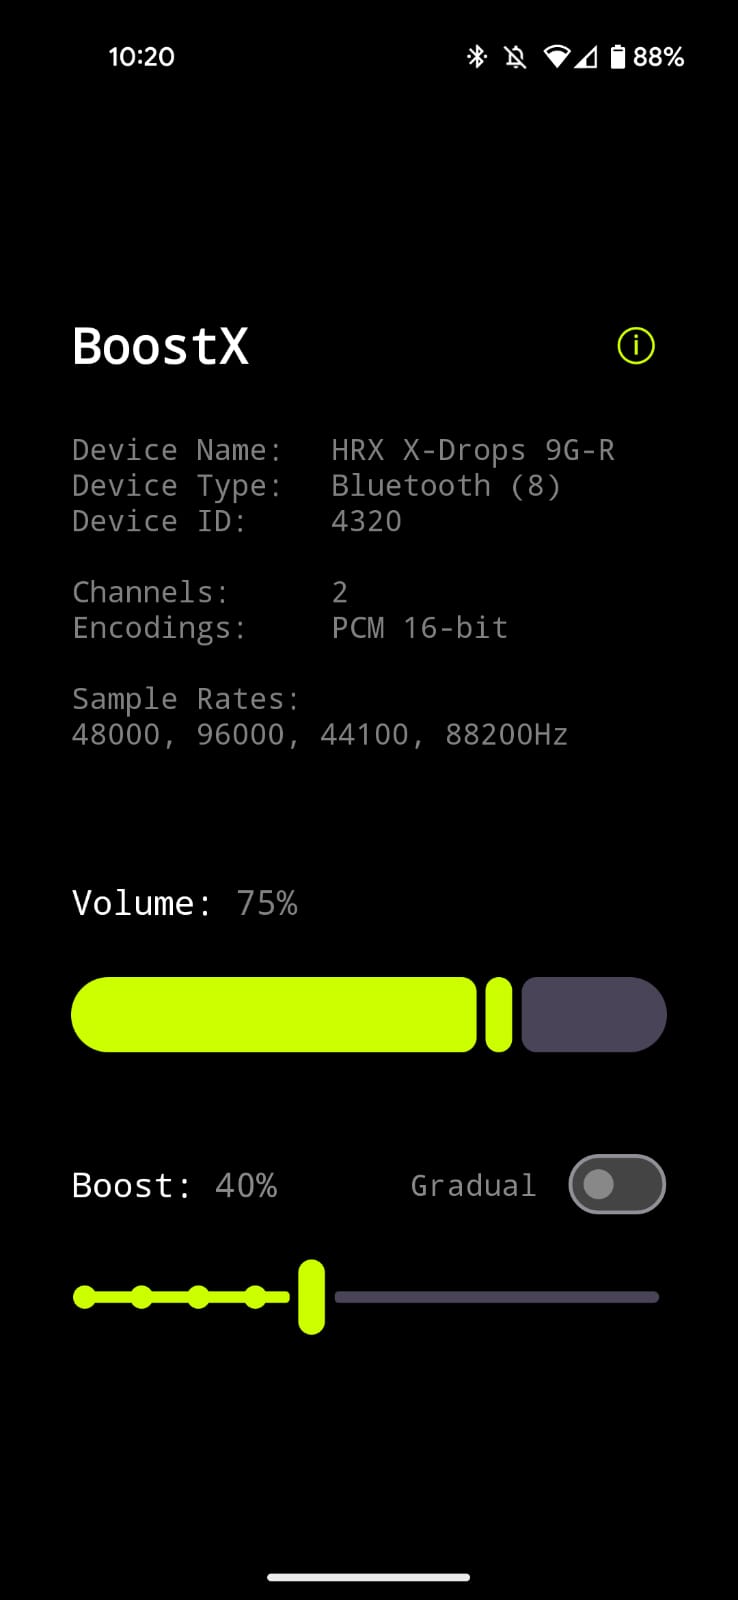 10:20 88%
BoostX
Device Name: HRX X-Drops 9G-R
Device Type: Bluetooth (8)
Device ID: 4320
Channels: 2
Encodings: PCM 16-bit
Sample Rates:
48000, 96000, 44100, 88200Hz
Volume: 75%
Boost: 40% Gradual